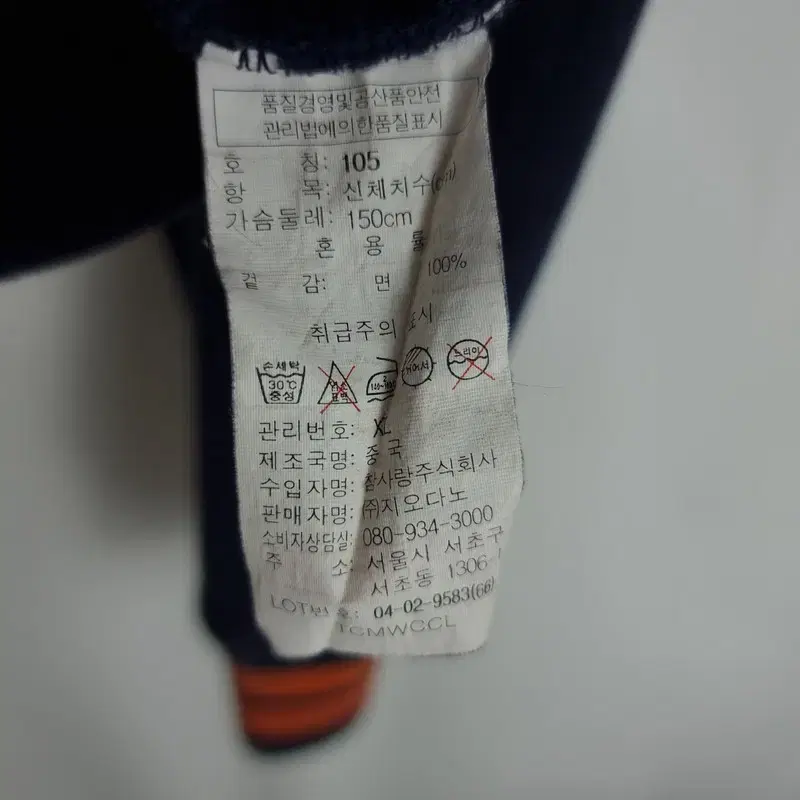 품질경영및공산품안전
관리법에의한품질표시
호 칭: 105
항 목: 신체치수(cm)
가슴둘레: 150cm
혼 용 률
겉 감: 면 100%
취급주의 표시
손세탁
30℃
중성
드라이
관리번호: XL
제조국명: 중국
수입자명: 참사랑주식회사
판매자명: ㈜지오다노
소비자상담실: 080-934-3000
주 소: 서울시 서초구
서초동 1306-1
LOT번호: 04-02-9583(66)
TCMWCCL